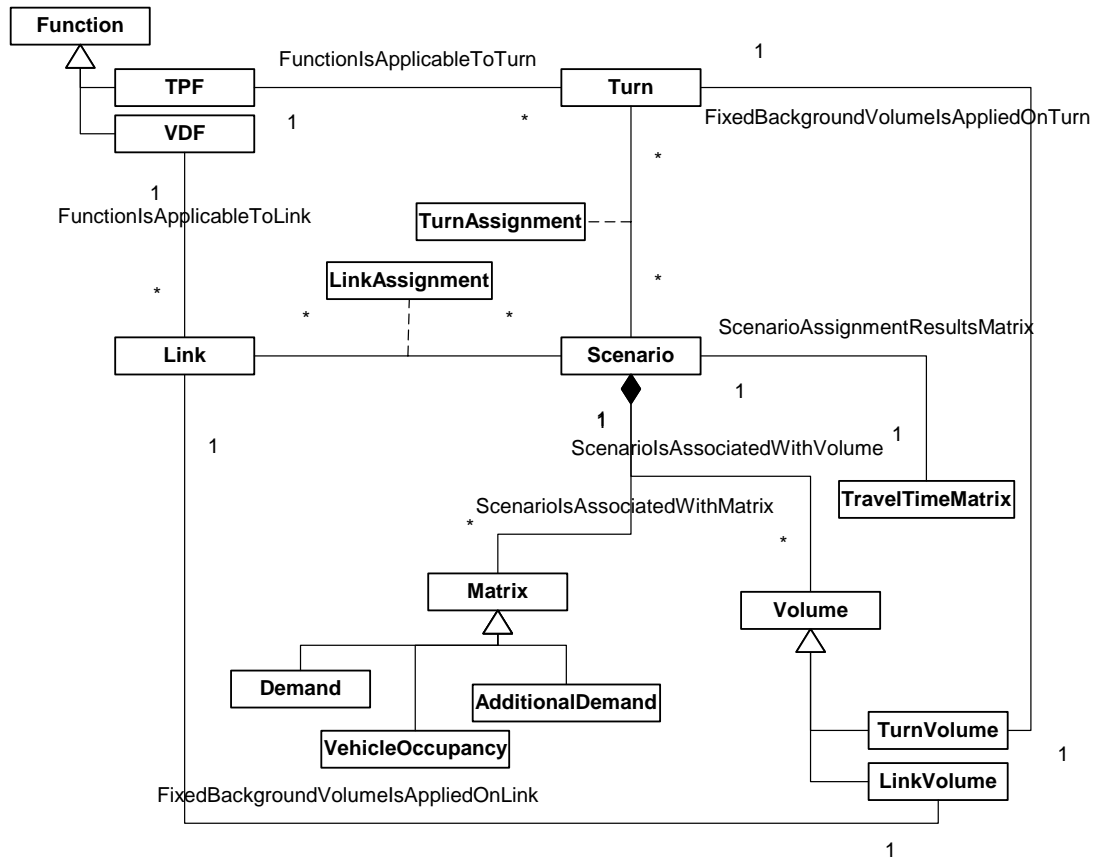 Function
FunctionIsApplicableToTurn
1
TPF
Turn
1
*
FixedBackgroundVolumeIsAppliedOnTurn
VDF
*
1
FunctionIsApplicableToLink
TurnAssignment
LinkAssignment
*
*
*
*
ScenarioAssignmentResultsMatrix
Link
Scenario
1
1
1
1
1
ScenarioIsAssociatedWithVolume
TravelTimeMatrix
ScenarioIsAssociatedWithMatrix
*
*
Matrix
Volume
Demand
AdditionalDemand
TurnVolume
VehicleOccupancy
1
LinkVolume
FixedBackgroundVolumeIsAppliedOnLink
1